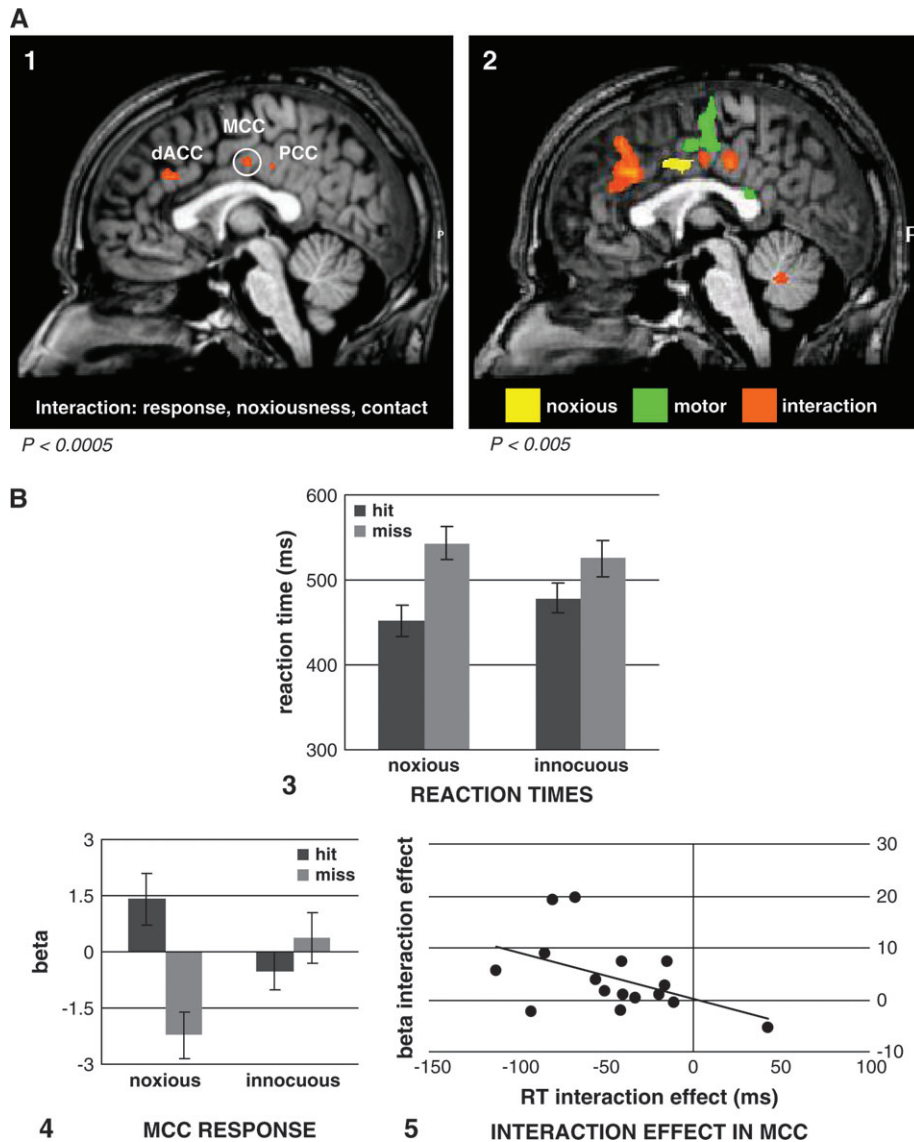 A
1
MCC
dACC
PCC
P
Interaction: response, noxiousness, contact
P < 0.0005
2
P
noxious motor interaction
P < 0.005
B
600
500
400
300
reaction time (ms)
hit
miss
noxious innocuous
3 REACTION TIMES
3
1.5
0
-1.5
-3
beta
hit
miss
noxious innocuous
4 MCC RESPONSE
30
20
10
0
-10
beta interaction effect
-150 -100 -50 0 50 100
RT interaction effect (ms)
5 INTERACTION EFFECT IN MCC